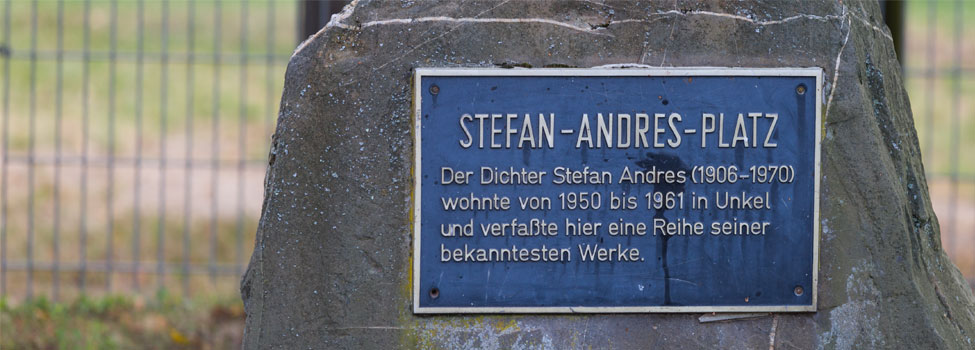 STEFAN-ANDRES-PLATZ
Der Dichter Stefan Andres (1906-1970)
wohnte von 1950 bis 1961 in Unkel
und verfaßte hier eine Reihe seiner
bekanntesten Werke.